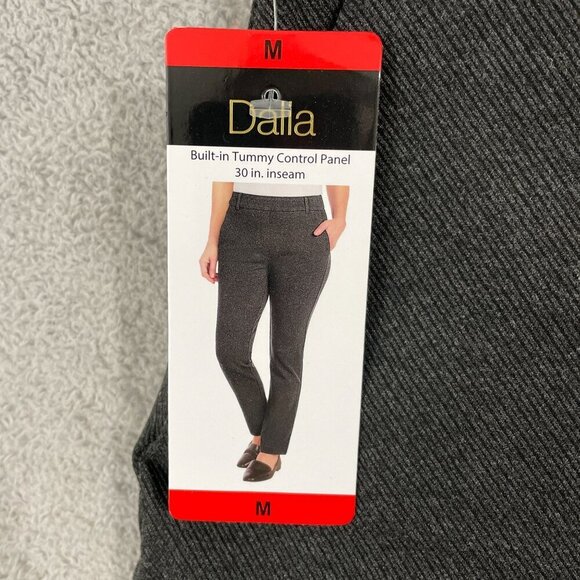 M
Dalia
Built-in Tummy Control Panel
30 in. inseam
M